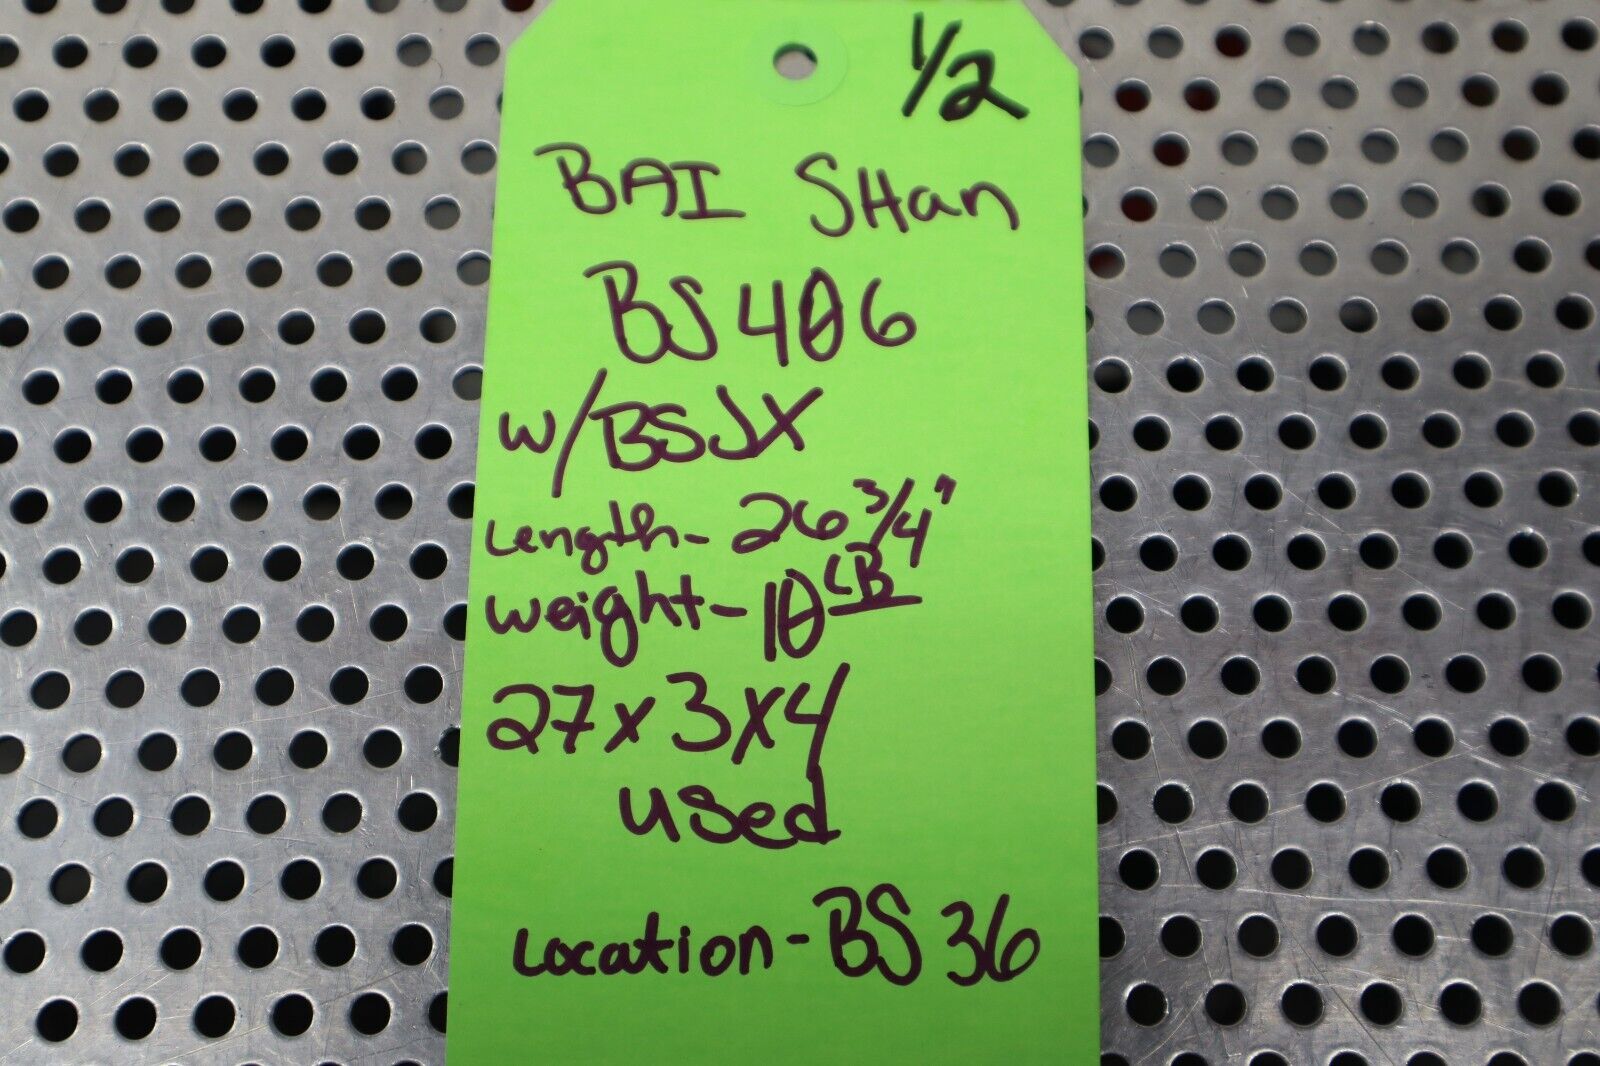 1/2
BAI SHan
BS406
w/BSJX
Length- 26 3/4"
weight- 10 LB
27x3x4
used
Location-BS36